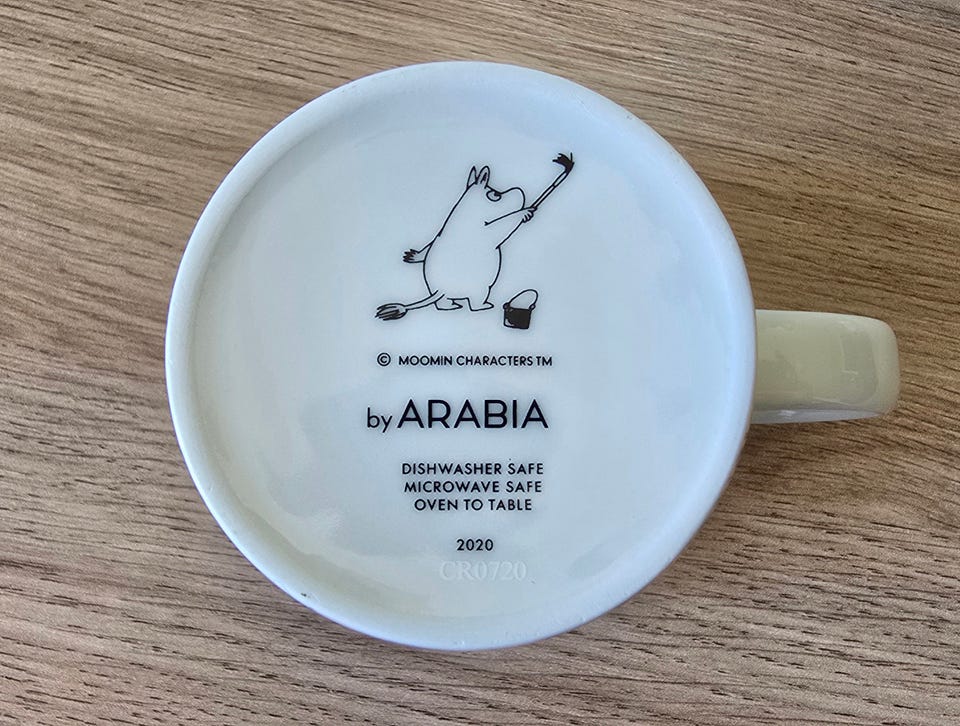 © MOOMIN CHARACTERS TM
by ARABIA
DISHWASHER SAFE
MICROWAVE SAFE
OVEN TO TABLE
2020
CR0720